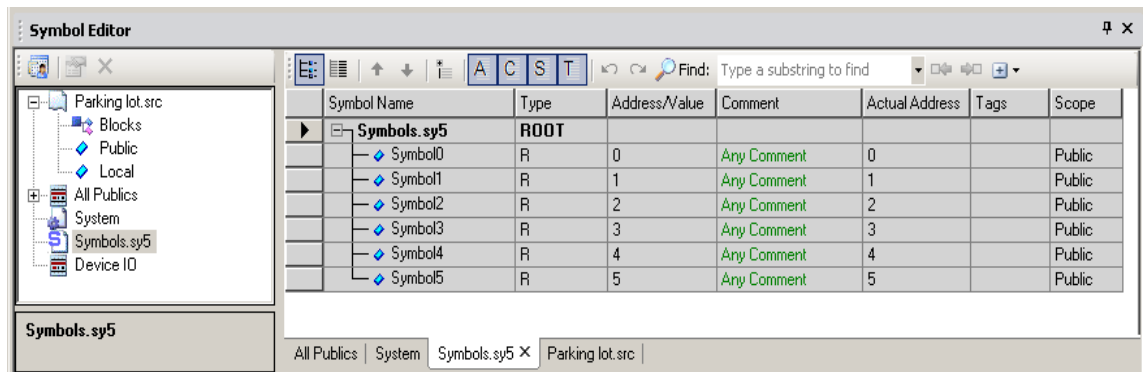 Symbol Editor
A C S T Find: Type a substring to find
Parking lot.src
Blocks
Public
Local
All Publics
System
Symbols.sy5
Device IO
Symbols.sy5
Symbol Name Type Address/Value Comment Actual Address Tags Scope
Symbols.sy5 ROOT
Symbol0 R 0 Any Comment 0 Public
Symbol1 R 1 Any Comment 1 Public
Symbol2 R 2 Any Comment 2 Public
Symbol3 R 3 Any Comment 3 Public
Symbol4 R 4 Any Comment 4 Public
Symbol5 R 5 Any Comment 5 Public
All Publics System Symbols.sy5 Parking lot.src